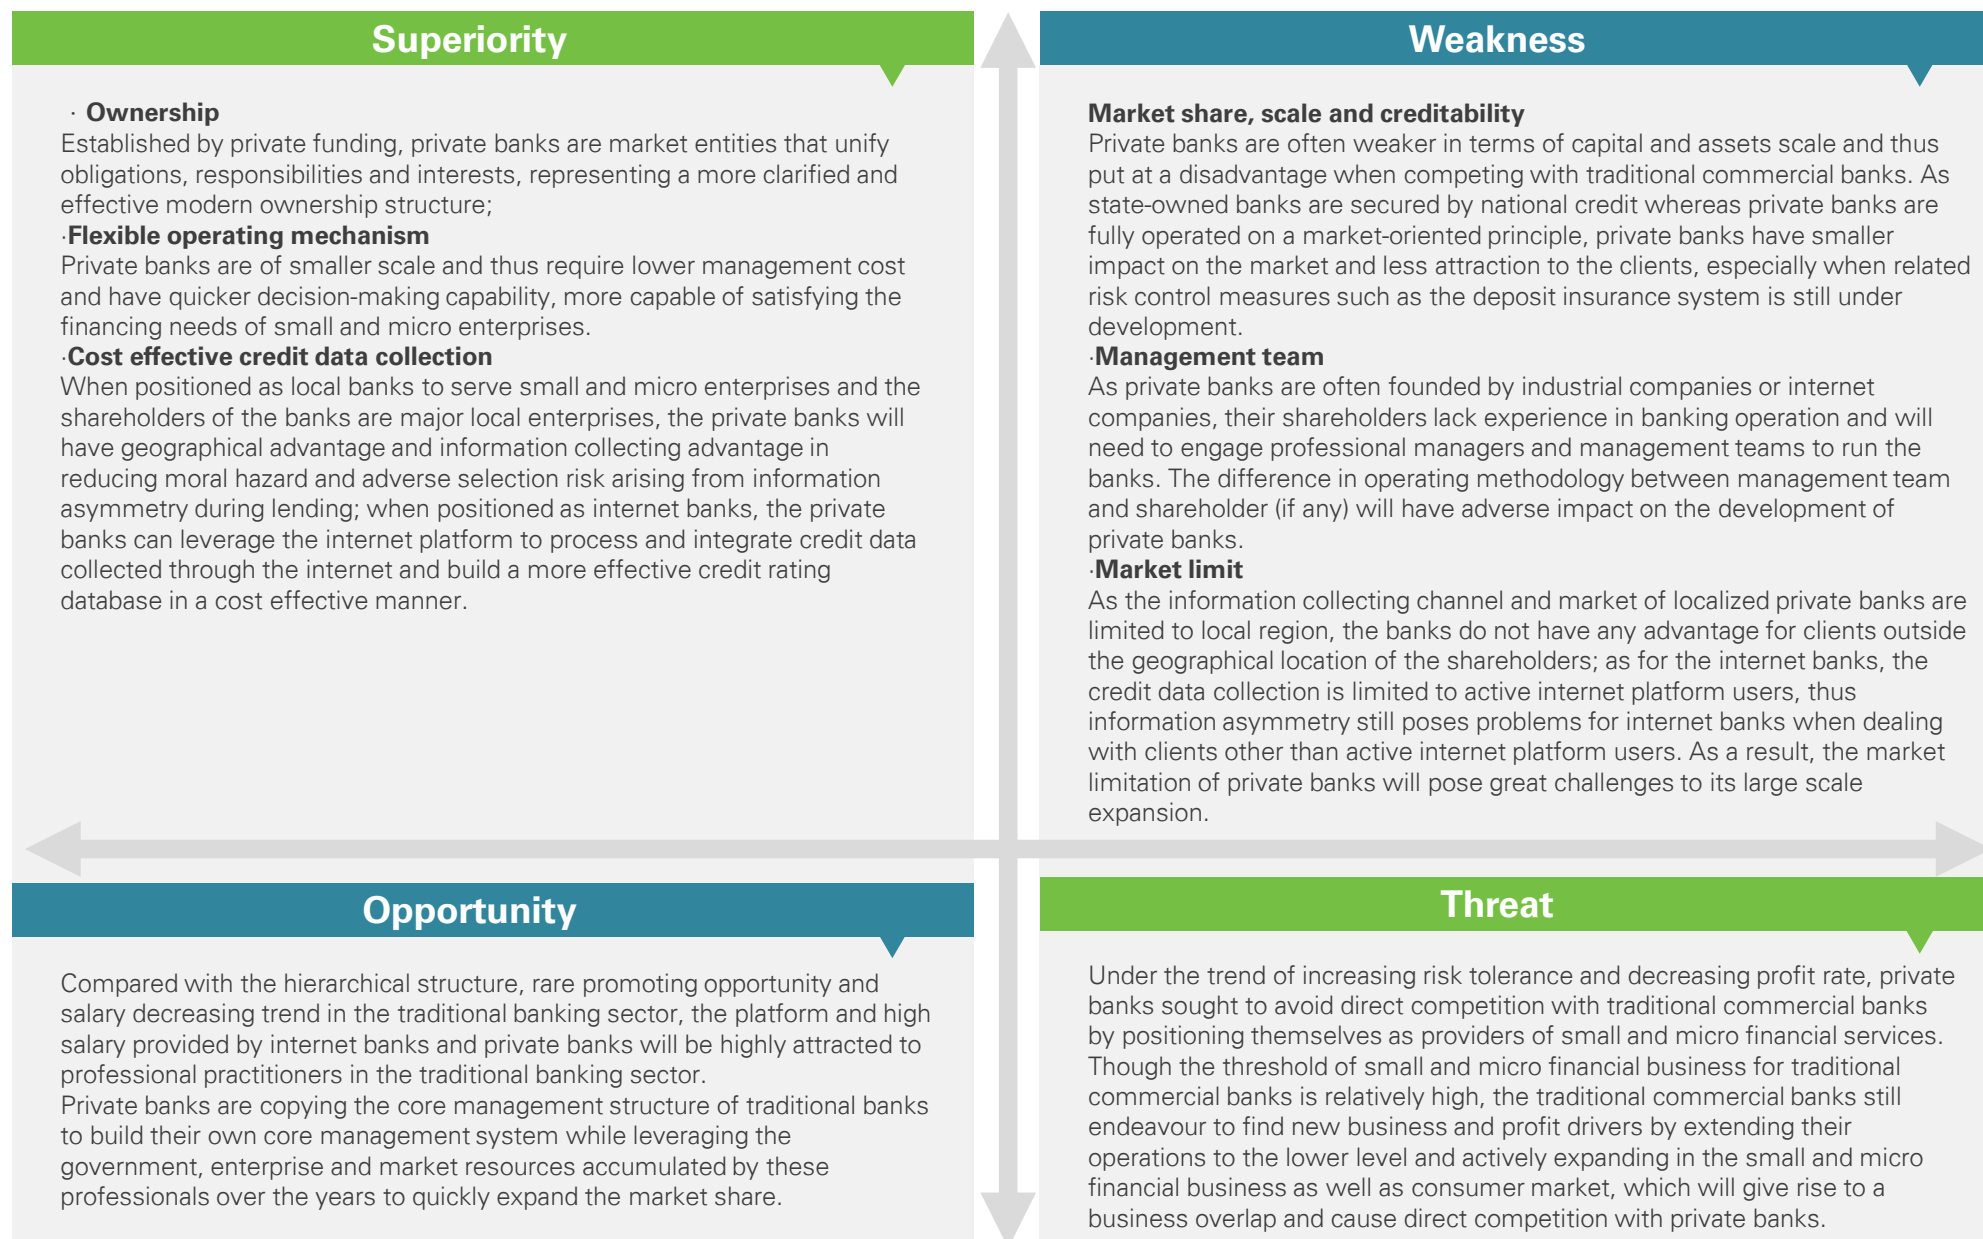 Superiority
· Ownership
Established by private funding, private banks are market entities that unify
obligations, responsibilities and interests, representing a more clarified and
effective modern ownership structure;
·Flexible operating mechanism
Private banks are of smaller scale and thus require lower management cost
and have quicker decision-making capability, more capable of satisfying the
financing needs of small and micro enterprises.
·Cost effective credit data collection
When positioned as local banks to serve small and micro enterprises and the
shareholders of the banks are major local enterprises, the private banks will
have geographical advantage and information collecting advantage in
reducing moral hazard and adverse selection risk arising from information
asymmetry during lending; when positioned as internet banks, the private
banks can leverage the internet platform to process and integrate credit data
collected through the internet and build a more effective credit rating
database in a cost effective manner.
Weakness
Market share, scale and creditability
Private banks are often weaker in terms of capital and assets scale and thus
put at a disadvantage when competing with traditional commercial banks. As
state-owned banks are secured by national credit whereas private banks are
fully operated on a market-oriented principle, private banks have smaller
impact on the market and less attraction to the clients, especially when related
risk control measures such as the deposit insurance system is still under
development.
·Management team
As private banks are often founded by industrial companies or internet
companies, their shareholders lack experience in banking operation and will
need to engage professional managers and management teams to run the
banks. The difference in operating methodology between management team
and shareholder (if any) will have adverse impact on the development of
private banks.
·Market limit
As the information collecting channel and market of localized private banks are
limited to local region, the banks do not have any advantage for clients outside
the geographical location of the shareholders; as for the internet banks, the
credit data collection is limited to active internet platform users, thus
information asymmetry still poses problems for internet banks when dealing
with clients other than active internet platform users. As a result, the market
limitation of private banks will pose great challenges to its large scale
expansion.
Opportunity
Compared with the hierarchical structure, rare promoting opportunity and
salary decreasing trend in the traditional banking sector, the platform and high
salary provided by internet banks and private banks will be highly attracted to
professional practitioners in the traditional banking sector.
Private banks are copying the core management structure of traditional banks
to build their own core management system while leveraging the
government, enterprise and market resources accumulated by these
professionals over the years to quickly expand the market share.
Threat
Under the trend of increasing risk tolerance and decreasing profit rate, private
banks sought to avoid direct competition with traditional commercial banks
by positioning themselves as providers of small and micro financial services.
Though the threshold of small and micro financial business for traditional
commercial banks is relatively high, the traditional commercial banks still
endeavour to find new business and profit drivers by extending their
operations to the lower level and actively expanding in the small and micro
financial business as well as consumer market, which will give rise to a
business overlap and cause direct competition with private banks.